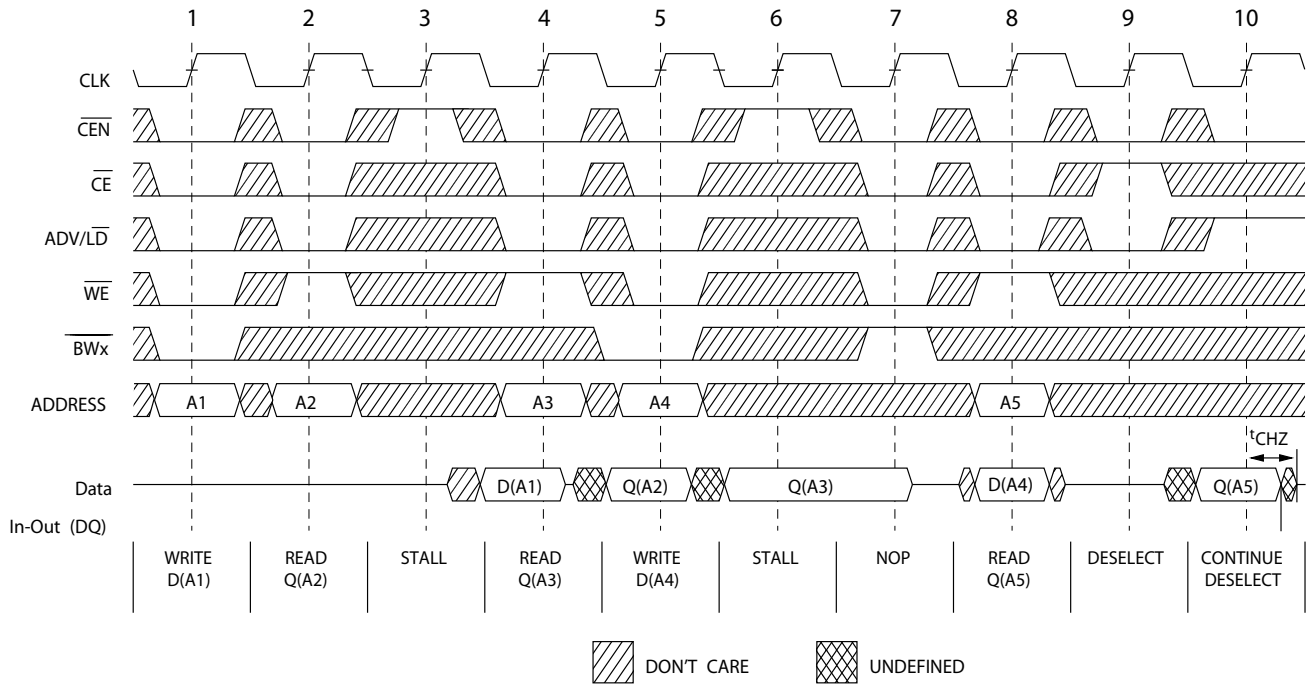 1 2 3 4 5 6 7 8 9 10
CLK
CEN
CE
ADV/LD
WE
BWx
ADDRESS A1 A2 A3 A4 A5
tCHZ
Data D(A1) Q(A2) Q(A3) D(A4) Q(A5)
In-Out (DQ)
WRITE READ STALL READ WRITE STALL NOP READ DESELECT CONTINUE
D(A1) Q(A2) Q(A3) D(A4) Q(A5) DESELECT
DON'T CARE UNDEFINED